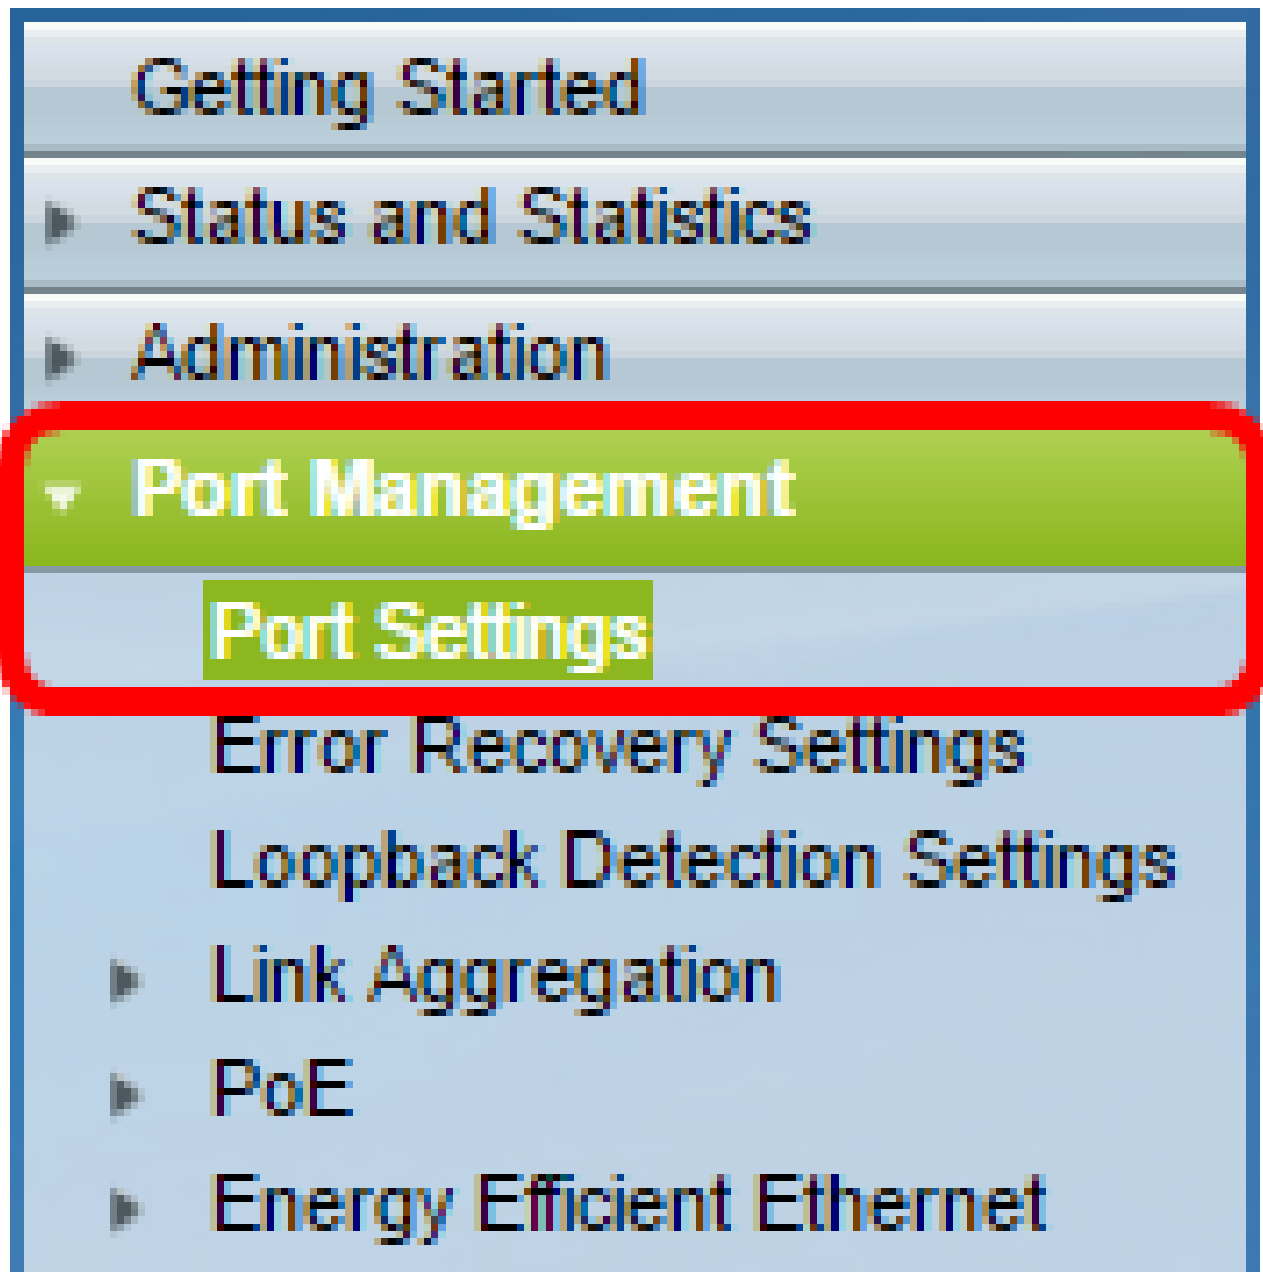 Getting Started
Status and Statistics
Administration
Port Management
Port Settings
Error Recovery Settings
Loopback Detection Settings
Link Aggregation
PoE
Energy Efficient Ethernet